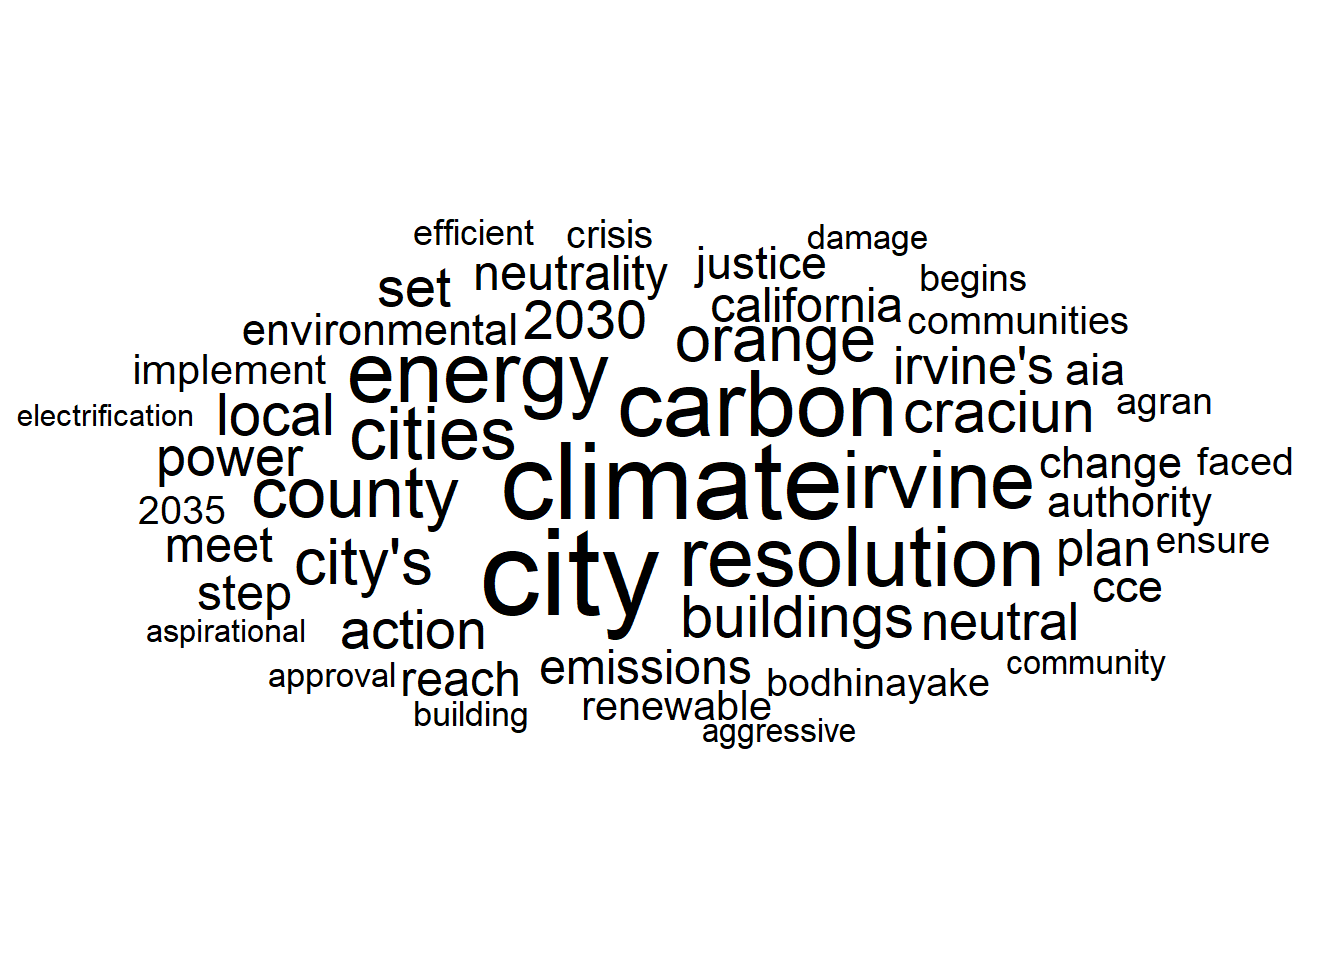 efficient crisis damage
set neutrality justice begins
environmental 2030 california communities
implement energy orange irvine's aia
electrification local cities carbon craciun agran
power county climate irvine change faced
2035 authority
meet city's city resolution plan ensure
step cce
aspirational action buildings neutral
approval reach emissions bodhinayake community
building renewable
aggressive